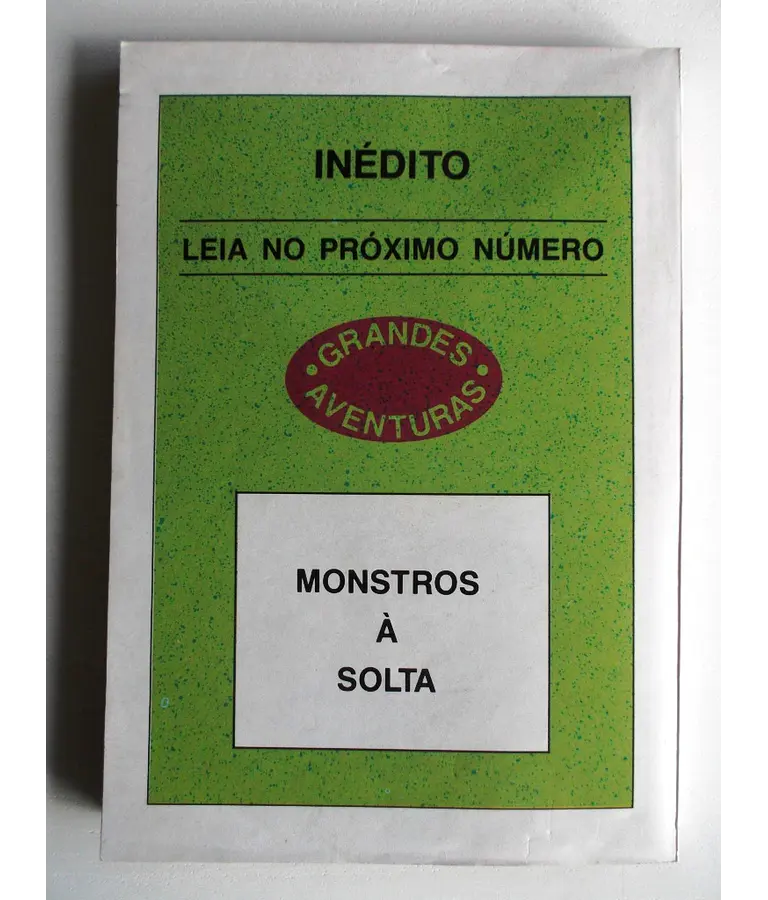 INÉDITO
LEIA NO PRÓXIMO NÚMERO
• GRANDES •
AVENTURAS
MONSTROS
À
SOLTA